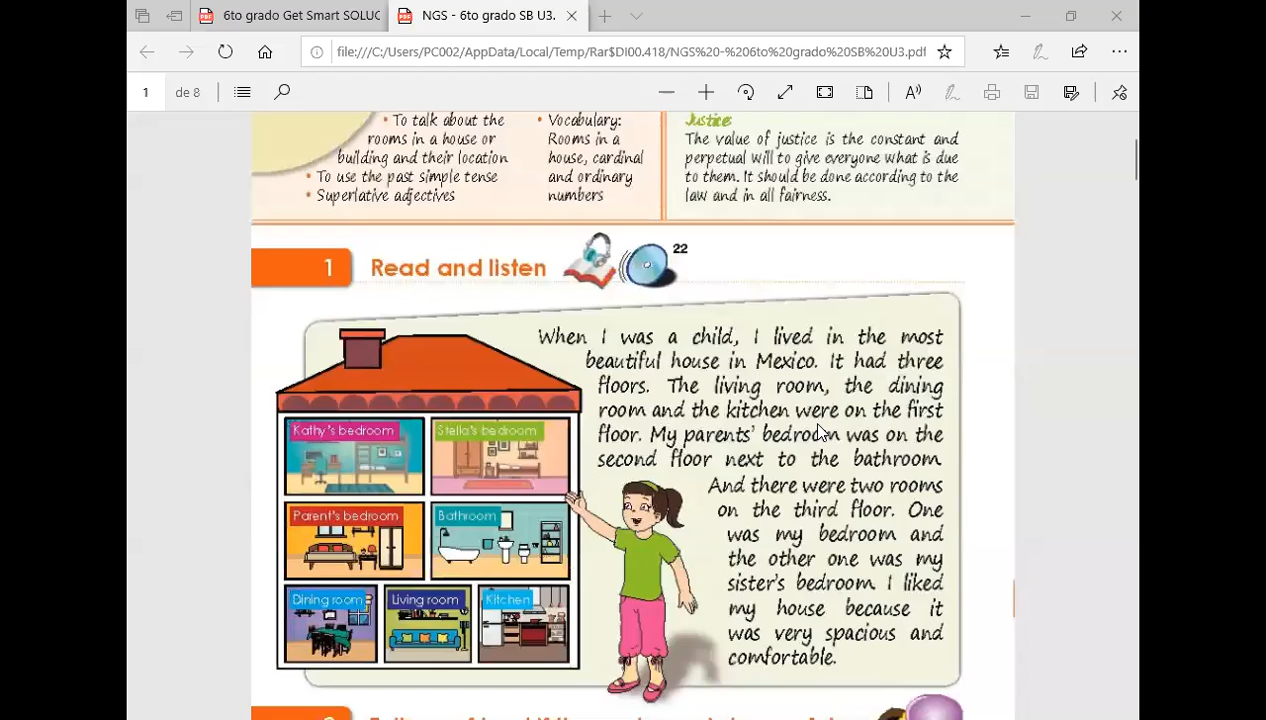 6to grado Get Smart SOLUC
NGS - 6to grado SB U3.
file:///C:/Users/PC002/AppData/Local/Temp/Rar$DI00.418/NGS%20-%206to%20grado%20SB%20U3.pdf
1 de 8
• To talk about the
rooms in a house or
building and their location
• To use the past simple tense
• Superlative adjectives
• Vocabulary:
Rooms in a
house, cardinal
and ordinary
numbers
Justice
The value of justice is the constant and
perpetual will to give everyone what is due
to them. It should be done according to the
law and in all fairness.
1 Read and listen
22
When I was a child, I lived in the most
beautiful house in Mexico. It had three
floors. The living room, the dining
room and the kitchen were on the first
floor. My parents' bedroom was on the
second floor next to the bathroom
And there were two rooms
on the third floor. One
was my bedroom and
the other one was my
sister's bedroom. I liked
my house because it
was very spacious and
comfortable.
Kathy's bedroom
Stella's bedroom
Parent's bedroom
Bathroom
Dining room
Living room
Kitchen